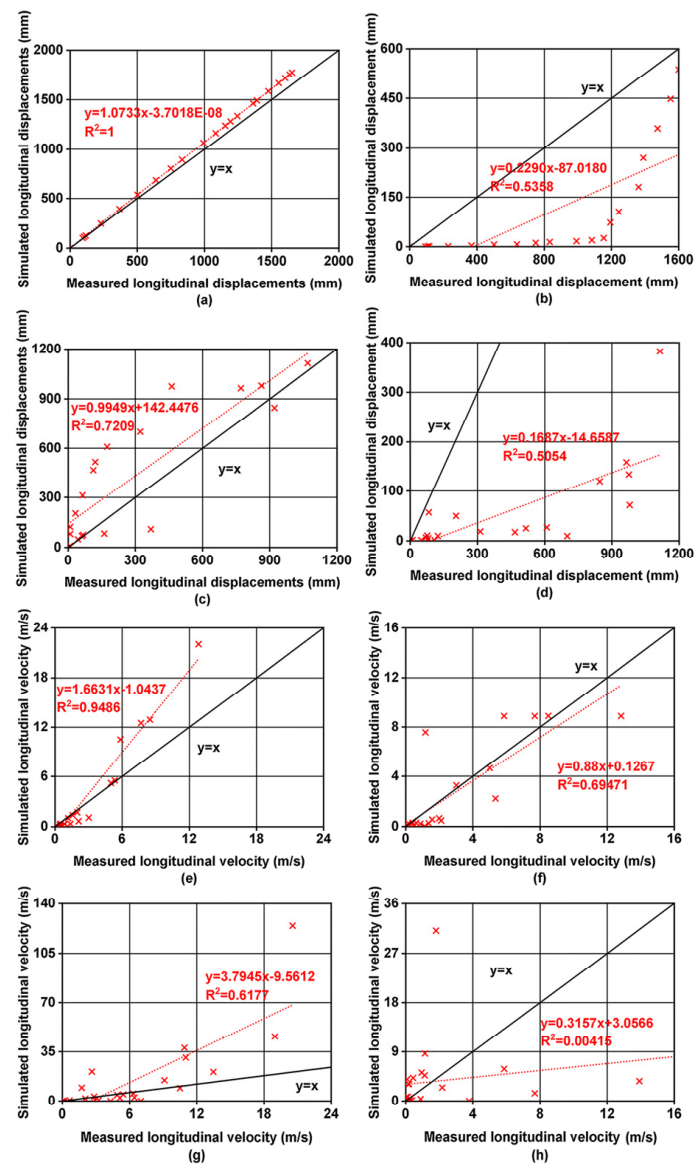 Simulated longitudinal displacements (mm)
2000
1500
1000
500
0
y=1.0733x-3.7018E-08
R²=1
y=x
0 500 1000 1500 2000
Measured longitudinal displacements (mm)
(a)
Simulated longitudinal displacement (mm)
600
450
300
150
0
y=x
y=0.2290x-87.0180
R²=0.5358
0 400 800 1200 1600
Measured longitudinal displacement (mm)
(b)
Simulated longitudinal displacements (mm)
1200
900
600
300
0
y=0.9949x+142.4476
R²=0.7209
y=x
0 300 600 900 1200
Measured longitudinal displacements (mm)
(c)
Simulated longitudinal displacement (mm)
400
300
200
100
0
y=x
y=0.1687x-14.6587
R²=0.5054
0 300 600 900 1200
Measured longitudinal displacement (mm)
(d)
Simulated longitudinal velocity (m/s)
24
18
12
6
0
y=1.6631x-1.0437
R²=0.9486
y=x
0 6 12 18 24
Measured longitudinal velocity (m/s)
(e)
Simulated longitudinal velocity (m/s)
16
12
8
4
0
y=x
y=0.88x+0.1267
R²=0.69471
0 4 8 12 16
Measured longitudinal velocity (m/s)
(f)
Simulated longitudinal velocity (m/s)
140
105
70
35
0
y=3.7945x-9.5612
R²=0.6177
y=x
0 6 12 18 24
Measured longitudinal velocity (m/s)
(g)
Simulated longitudinal velocity (m/s)
36
27
18
9
0
y=x
y=0.3157x+3.0566
R²=0.00415
0 4 8 12 16
Measured longitudinal velocity (m/s)
(h)